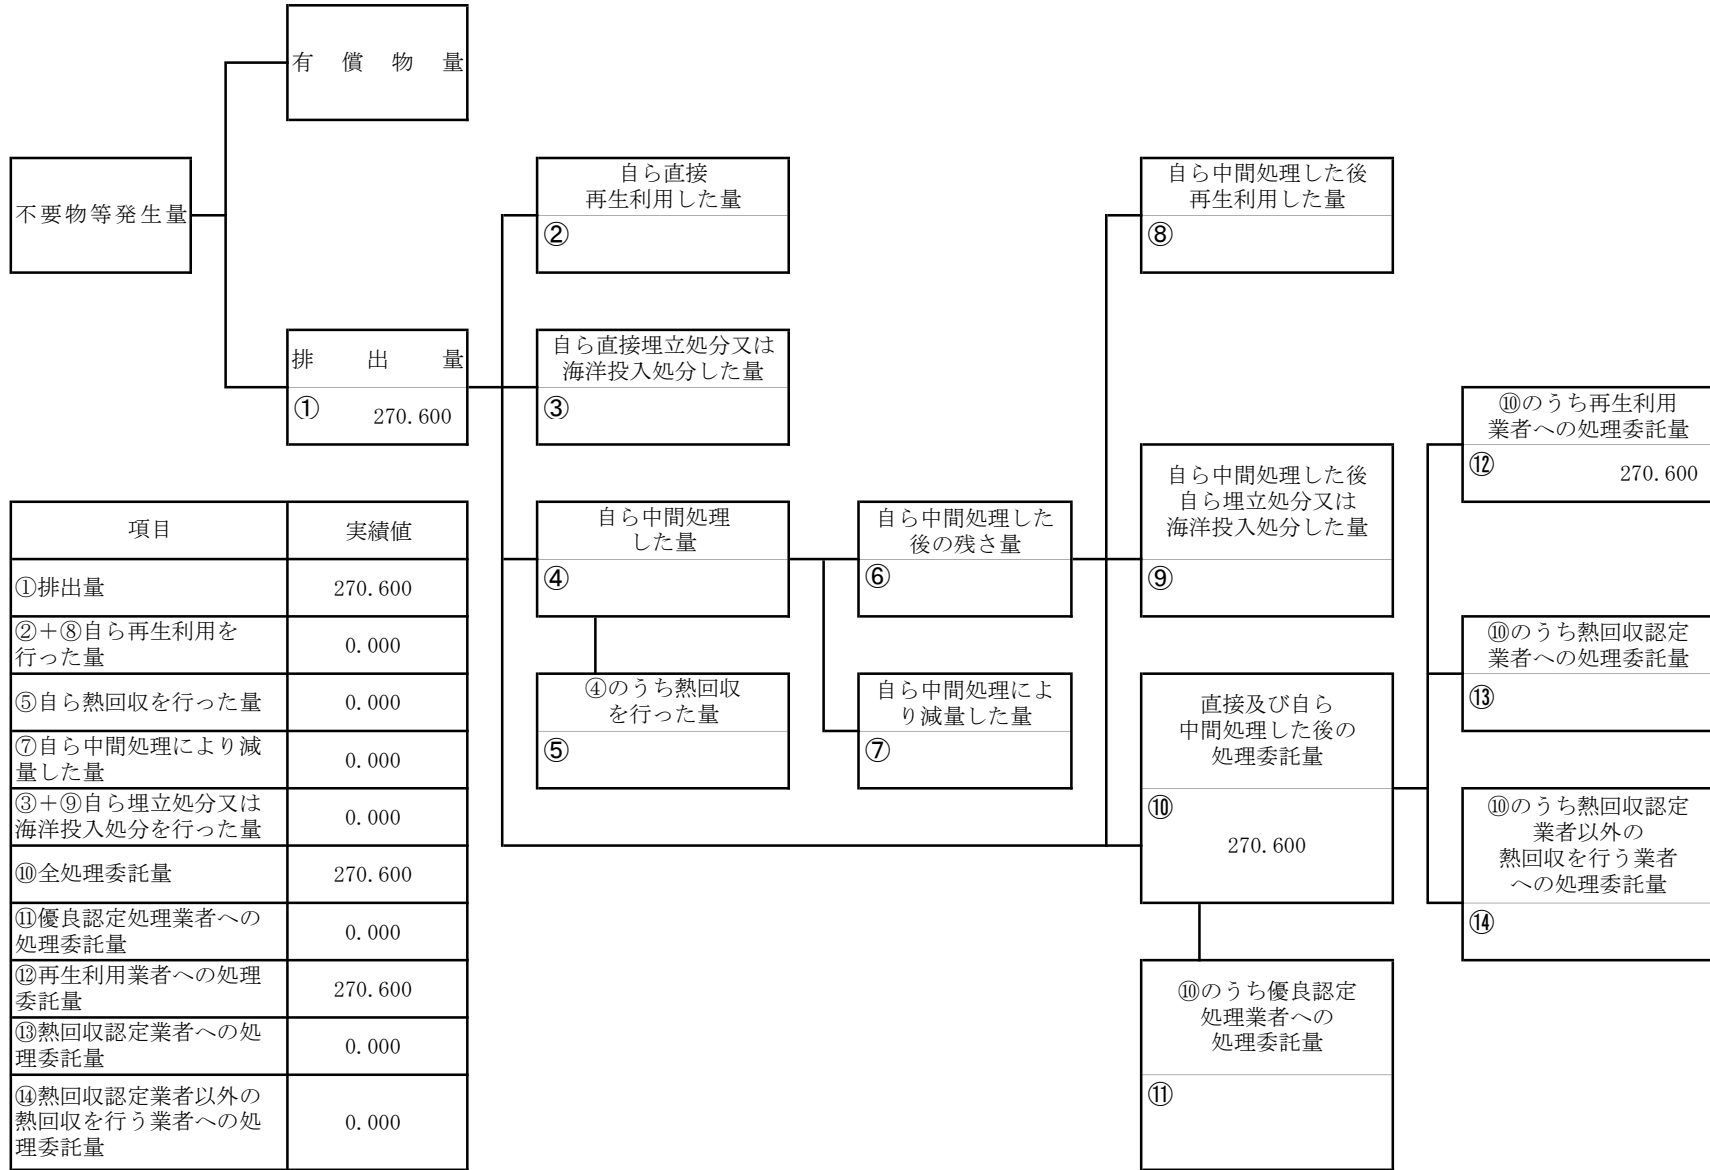 有償物量
不要物等発生量
自ら直接
再生利用した量
②
自ら中間処理した後
再生利用した量
⑧
排出量
① 270.600
自ら直接埋立処分又は
海洋投入処分した量
③
⑩のうち再生利用
業者への処理委託量
⑫ 270.600
自ら中間処理
した量
④
自ら中間処理した
後の残さ量
⑥
自ら中間処理した後
自ら埋立処分又は
海洋投入処分した量
⑨
⑩のうち熱回収認定
業者への処理委託量
⑬
④のうち熱回収
を行った量
⑤
自ら中間処理によ
り減量した量
⑦
直接及び自ら
中間処理した後の
処理委託量
⑩
270.600
⑩のうち熱回収認定
業者以外の
熱回収を行う業者
への処理委託量
⑭
⑩のうち優良認定
処理業者への
処理委託量
⑪
項目 実績値
①排出量 270.600
②＋⑧自ら再生利用を
行った量 0.000
⑤自ら熱回収を行った量 0.000
⑦自ら中間処理により減
量した量 0.000
③＋⑨自ら埋立処分又は
海洋投入処分を行った量 0.000
⑩全処理委託量 270.600
⑪優良認定処理業者への
処理委託量 0.000
⑫再生利用業者への処理
委託量 270.600
⑬熱回収認定業者への処
理委託量 0.000
⑭熱回収認定業者以外の
熱回収を行う業者への処
理委託量 0.000